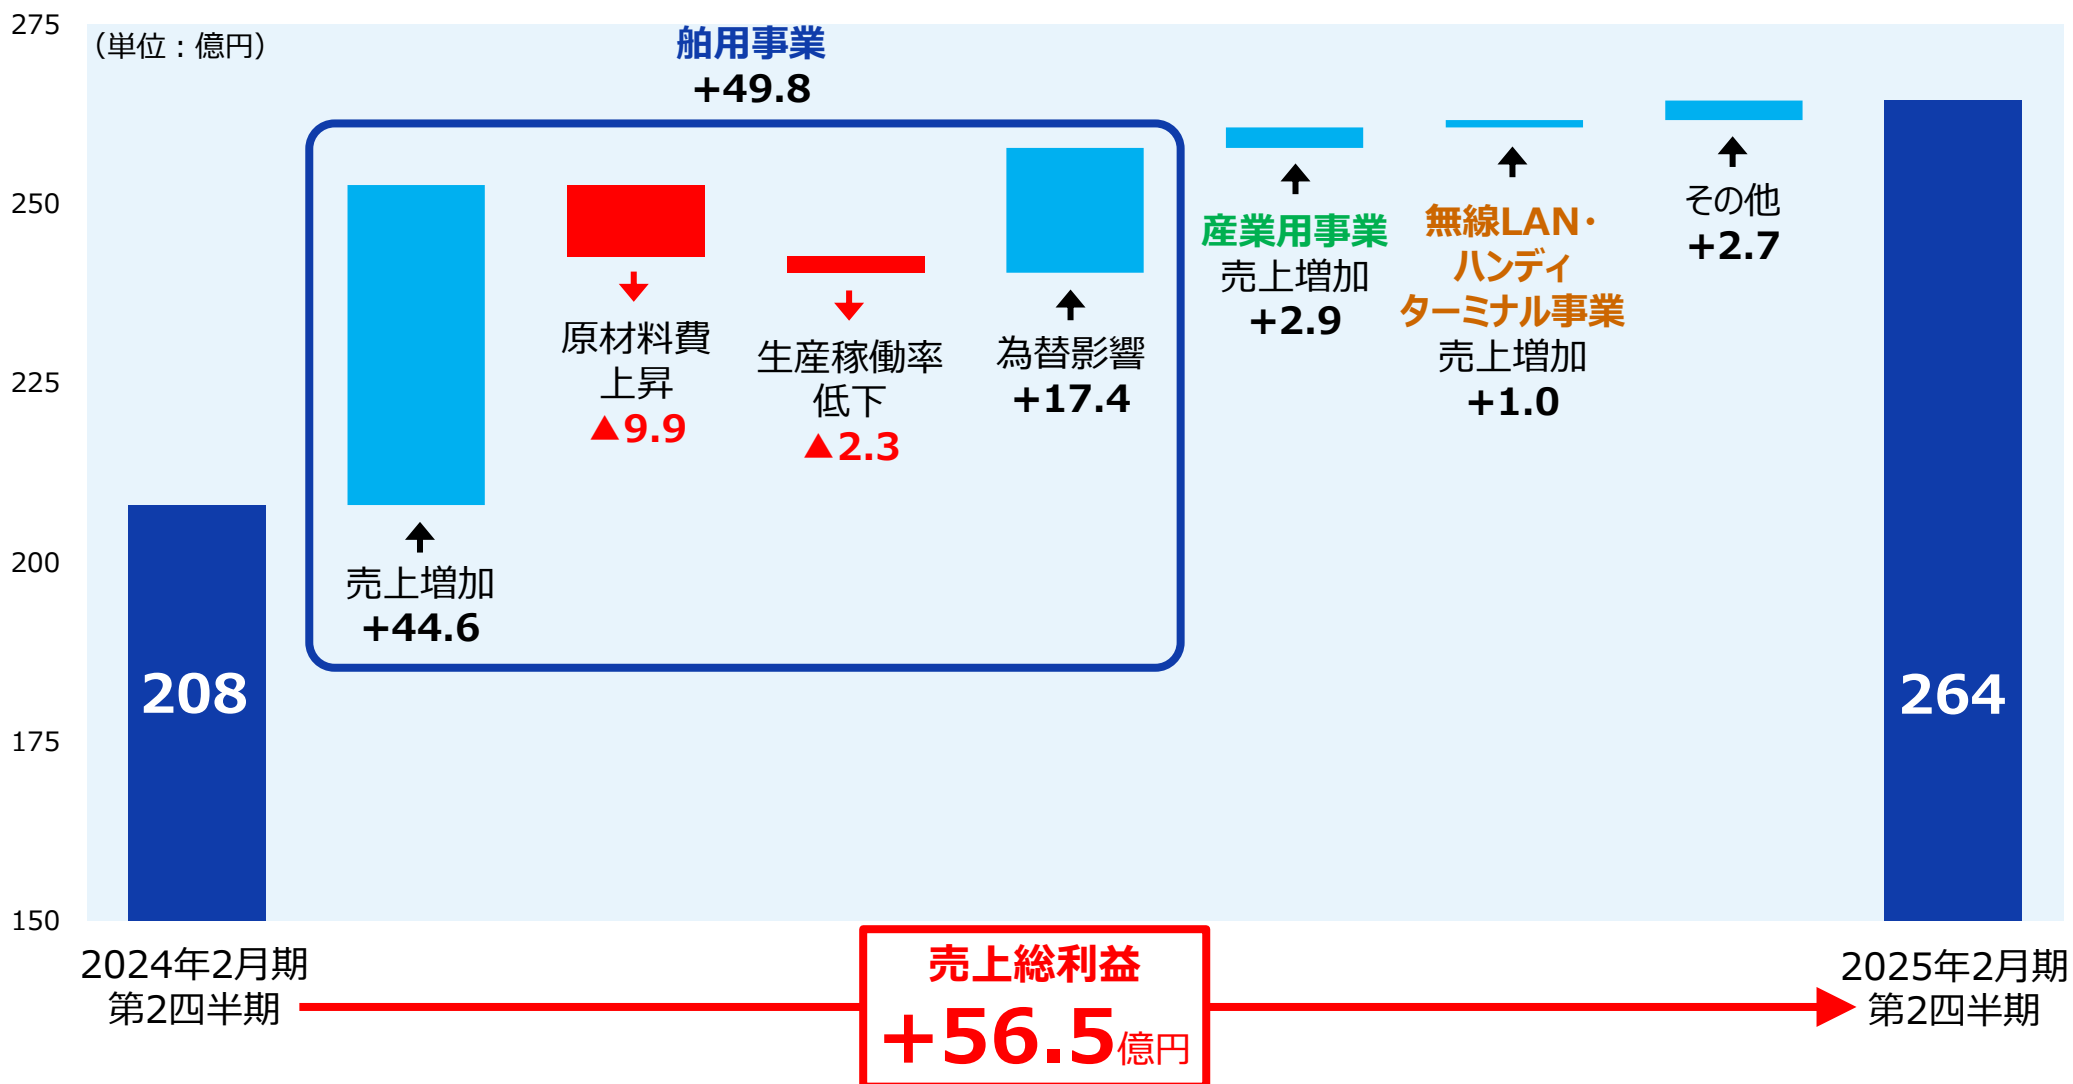 （単位：億円）
275
250
225
200
175
150
舶用事業
+49.8
売上増加
+44.6
原材料費
上昇
▲9.9
生産稼働率
低下
▲2.3
為替影響
+17.4
産業用事業
売上増加
+2.9
無線LAN・
ハンディ
ターミナル事業
売上増加
+1.0
その他
+2.7
208
264
2024年2月期
第2四半期
売上総利益
+56.5億円
2025年2月期
第2四半期